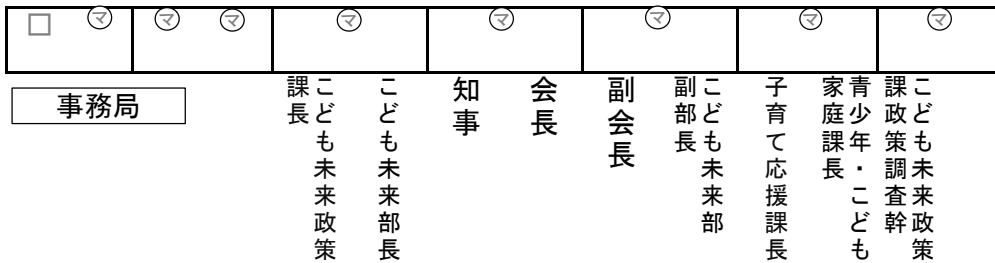 □ ㋮ ㋮ ㋮ ㋮ ㋮ ㋮ ㋮ ㋮
事務局
こども未来政策
課長
こども未来部長
知事
会長
副会長
こども未来部
副部長
子育て応援課長
青少年・こども
家庭課長
こども未来政策
課政策調査幹